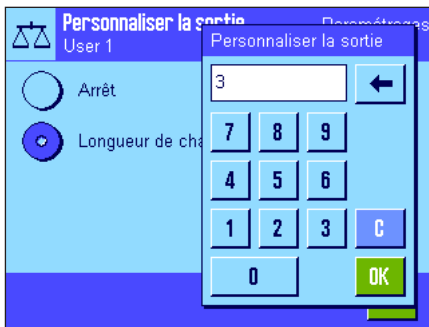 Personnaliser la sortie
Paramétrages
User 1
Personnaliser la sortie
3
Arrêt
Longueur de
7 8 9
4 5 6
1 2 3 C
0 OK